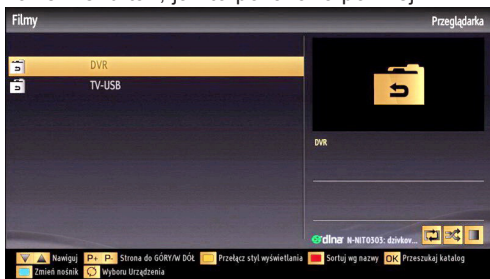 Filmy
Przeglądarka
DVR
TV-USB
DVR
dlna N-NIT0303: dzivkov...
Nawiguj P+ P- Strona do GÓRY/W DÓŁ Przełącz styl wyświetlania Sortuj wg nazwy OK Przeszukaj katalog
Zmień nośnik Wyboru Urządzenia